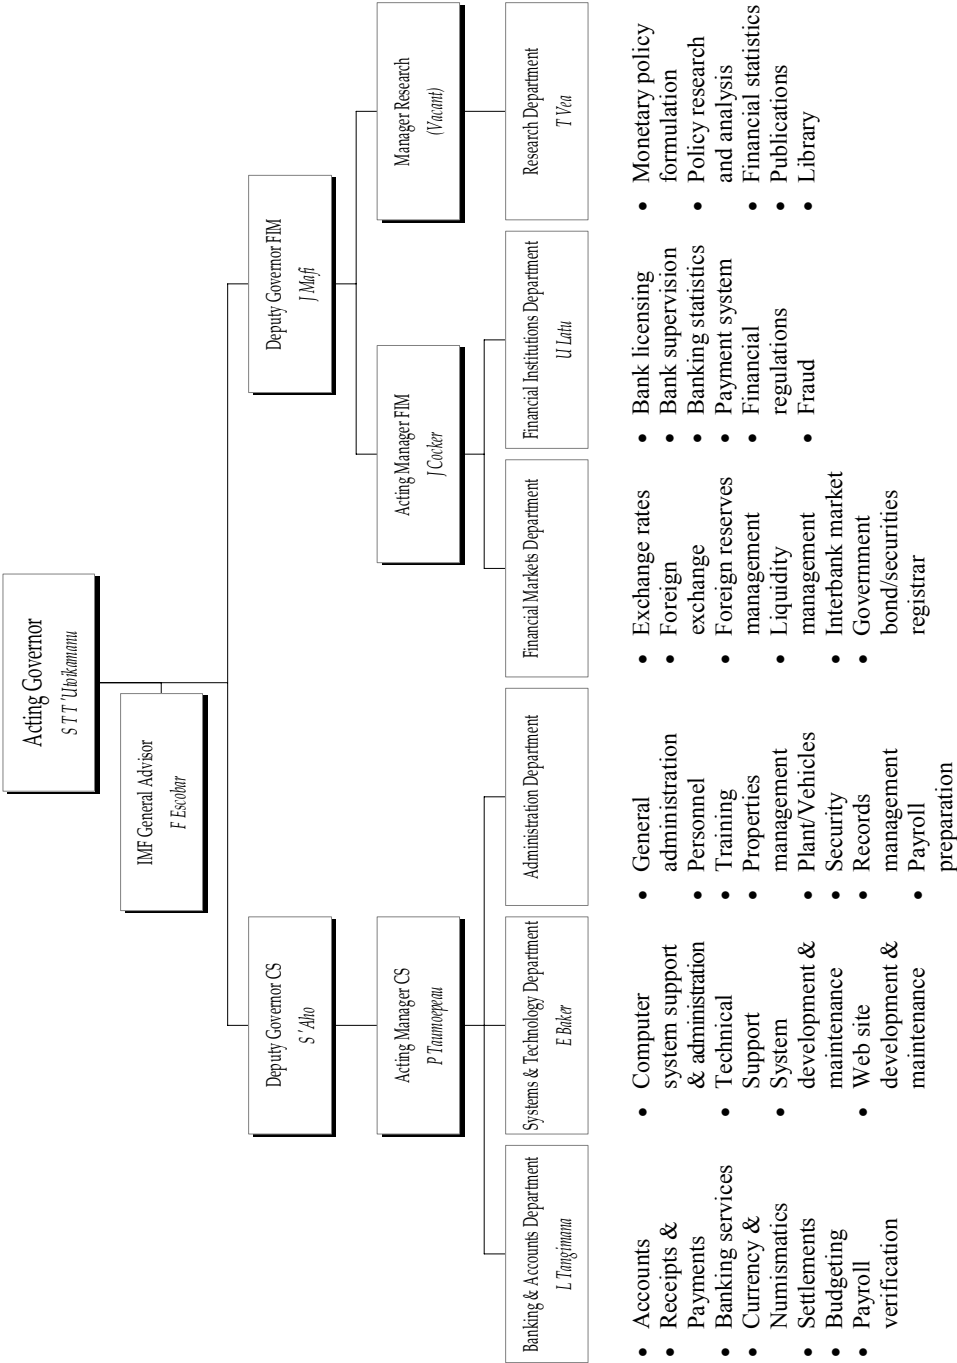 Acting Governor
S T T 'Utoikamanu
IMF General Advisor
F Escobar
Deputy Governor CS
S 'Aho
Deputy Governor FIM
J Mafi
Acting Manager CS
P Taumoepeau
Acting Manager FIM
J Cocker
Manager Research
(Vacant)
Banking & Accounts Department
L Tangimana
Systems & Technology Department
E Baker
Administration Department
Financial Markets Department
Financial Institutions Department
U Latu
Research Department
T Vea
• Accounts
• Receipts &
Payments
• Banking services
• Currency &
Numismatics
• Settlements
• Budgeting
• Payroll
verification
• Computer
system support
& administration
• Technical
Support
• System
development &
maintenance
• Web site
development &
maintenance
• General
administration
• Personnel
• Training
• Properties
management
• Plant/Vehicles
• Security
• Records
management
• Payroll
preparation
• Exchange rates
• Foreign
exchange
• Foreign reserves
management
• Liquidity
management
• Interbank market
• Government
bond/securities
registrar
• Bank licensing
• Bank supervision
• Banking statistics
• Payment system
• Financial
regulations
• Fraud
• Monetary policy
formulation
• Policy research
and analysis
• Financial statistics
• Publications
• Library